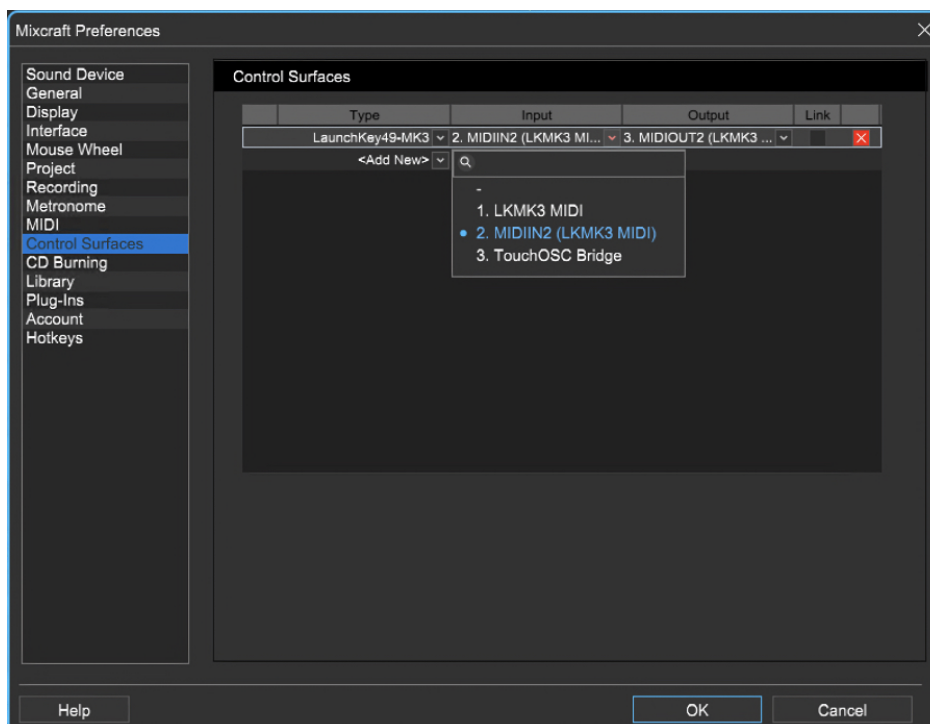 Mixcraft Preferences
Sound Device
General
Display
Interface
Mouse Wheel
Project
Recording
Metronome
MIDI
Control Surfaces
CD Burning
Library
Plug-Ins
Account
Hotkeys
Control Surfaces
Type Input Output Link
LaunchKey49-MK3 2. MIDIIN2 (LKMK3 MI... 3. MIDIOUT2 (LKMK3 ...
<Add New>
-
1. LKMK3 MIDI
2. MIDIIN2 (LKMK3 MIDI)
3. TouchOSC Bridge
Help OK Cancel